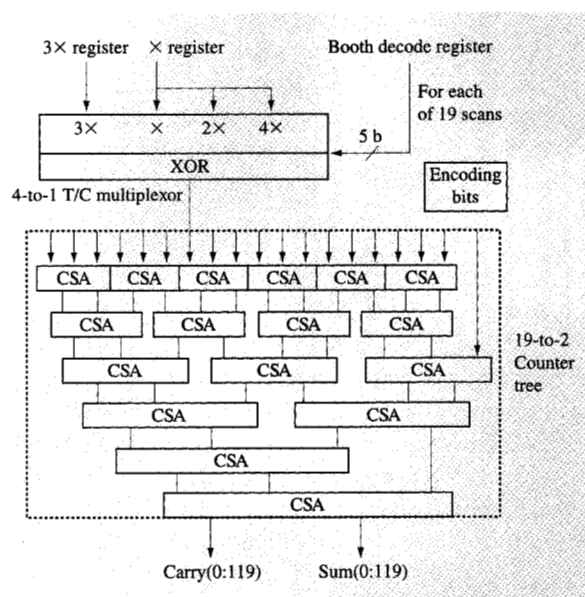 3× register
× register
Booth decode register
For each
of 19 scans
3×
×
2×
4×
5 b
XOR
4-to-1 T/C multiplexor
Encoding
bits
CSA
CSA
CSA
CSA
CSA
CSA
CSA
CSA
CSA
CSA
CSA
CSA
CSA
19-to-2
Counter
tree
CSA
CSA
CSA
CSA
Carry(0:119)
Sum(0:119)